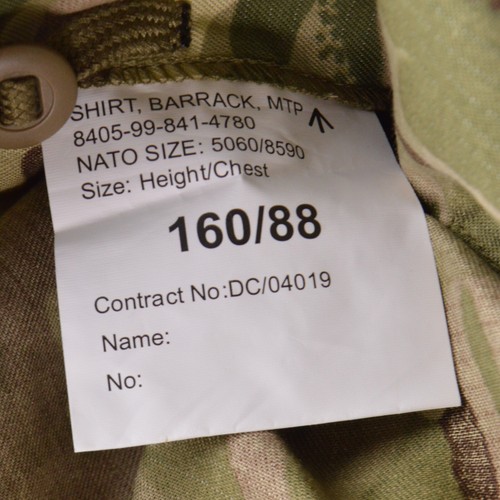 SHIRT, BARRACK, MTP
8405-99-841-4780
NATO SIZE: 5060/8590
Size: Height/Chest
160/88
Contract No:DC/04019
Name:
No: